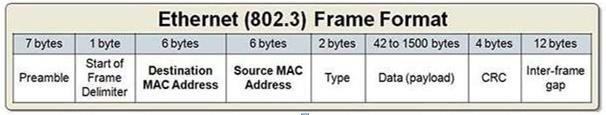 Ethernet (802.3) Frame Format
7 bytes 1 byte 6 bytes 6 bytes 2 bytes 42 to 1500 bytes 4 bytes 12 bytes
Preamble
Start of
Frame
Delimiter
Destination
MAC Address
Source MAC
Address
Type
Data (payload)
CRC
Inter-frame
gap